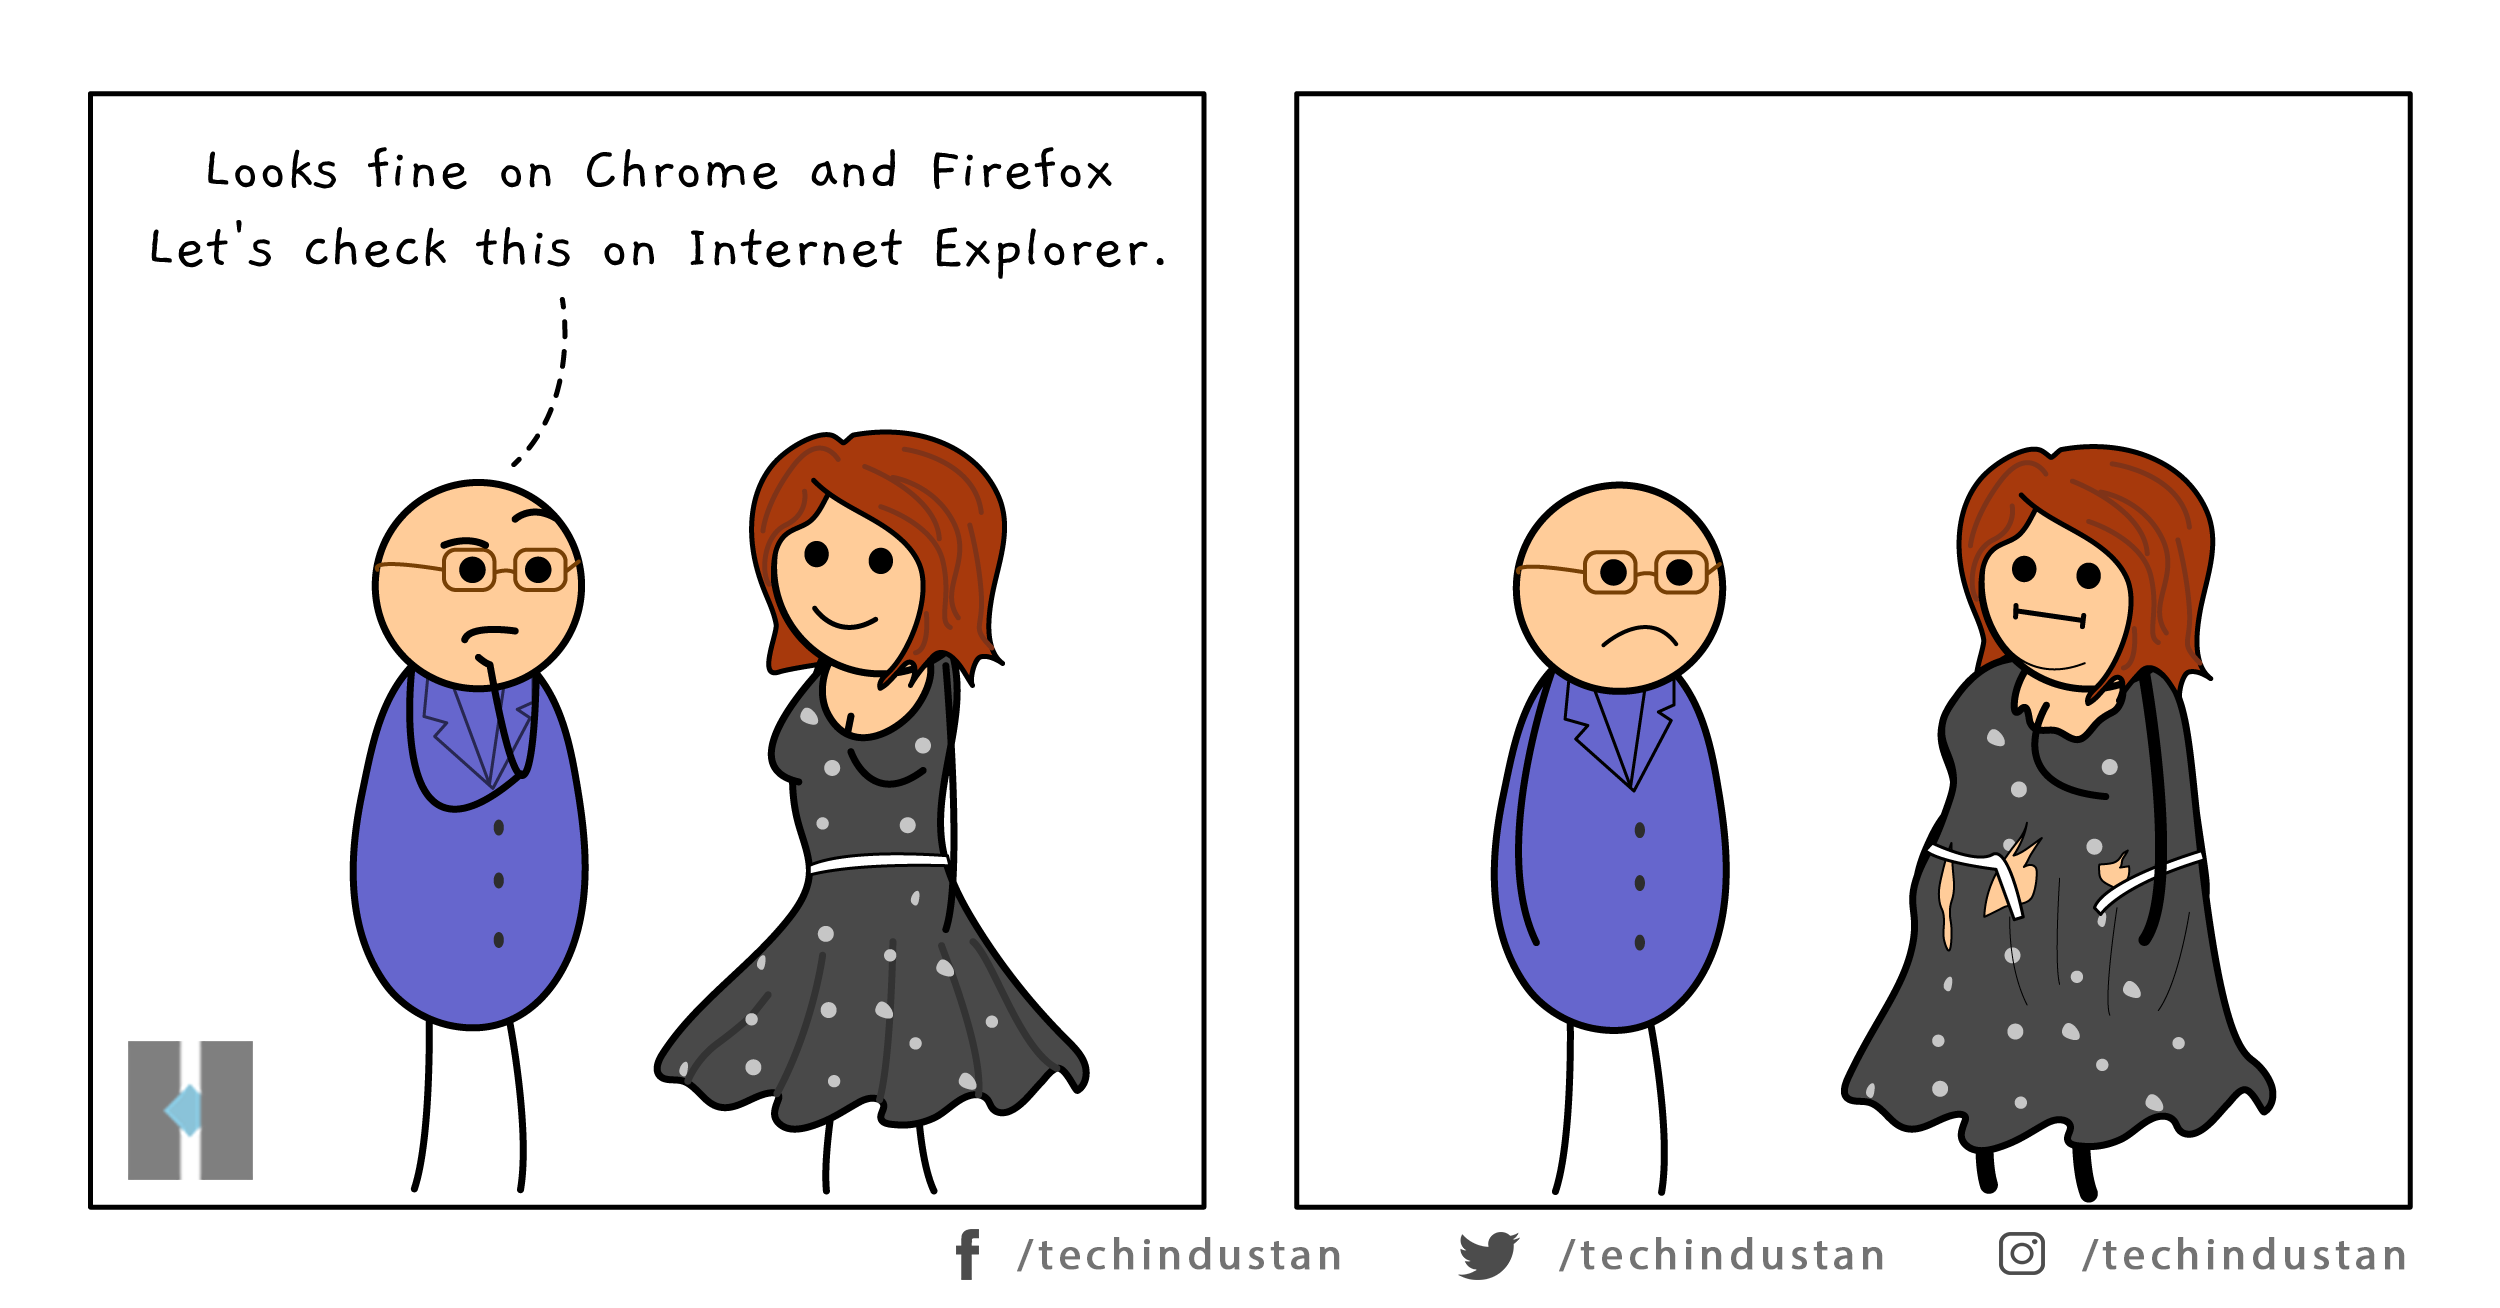 Looks fine on Chrome and Firefox
Let's check this on Internet Explorer.
/techindustan
/techindustan
/techindustan